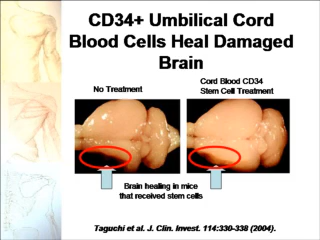 CD34+ Umbilical Cord
Blood Cells Heal Damaged
Brain
No Treatment
Cord Blood CD34
Stem Cell Treatment
Brain healing in mice
that received stem cells
Taguchi et al. J. Clin. Invest. 114:330-338 (2004).